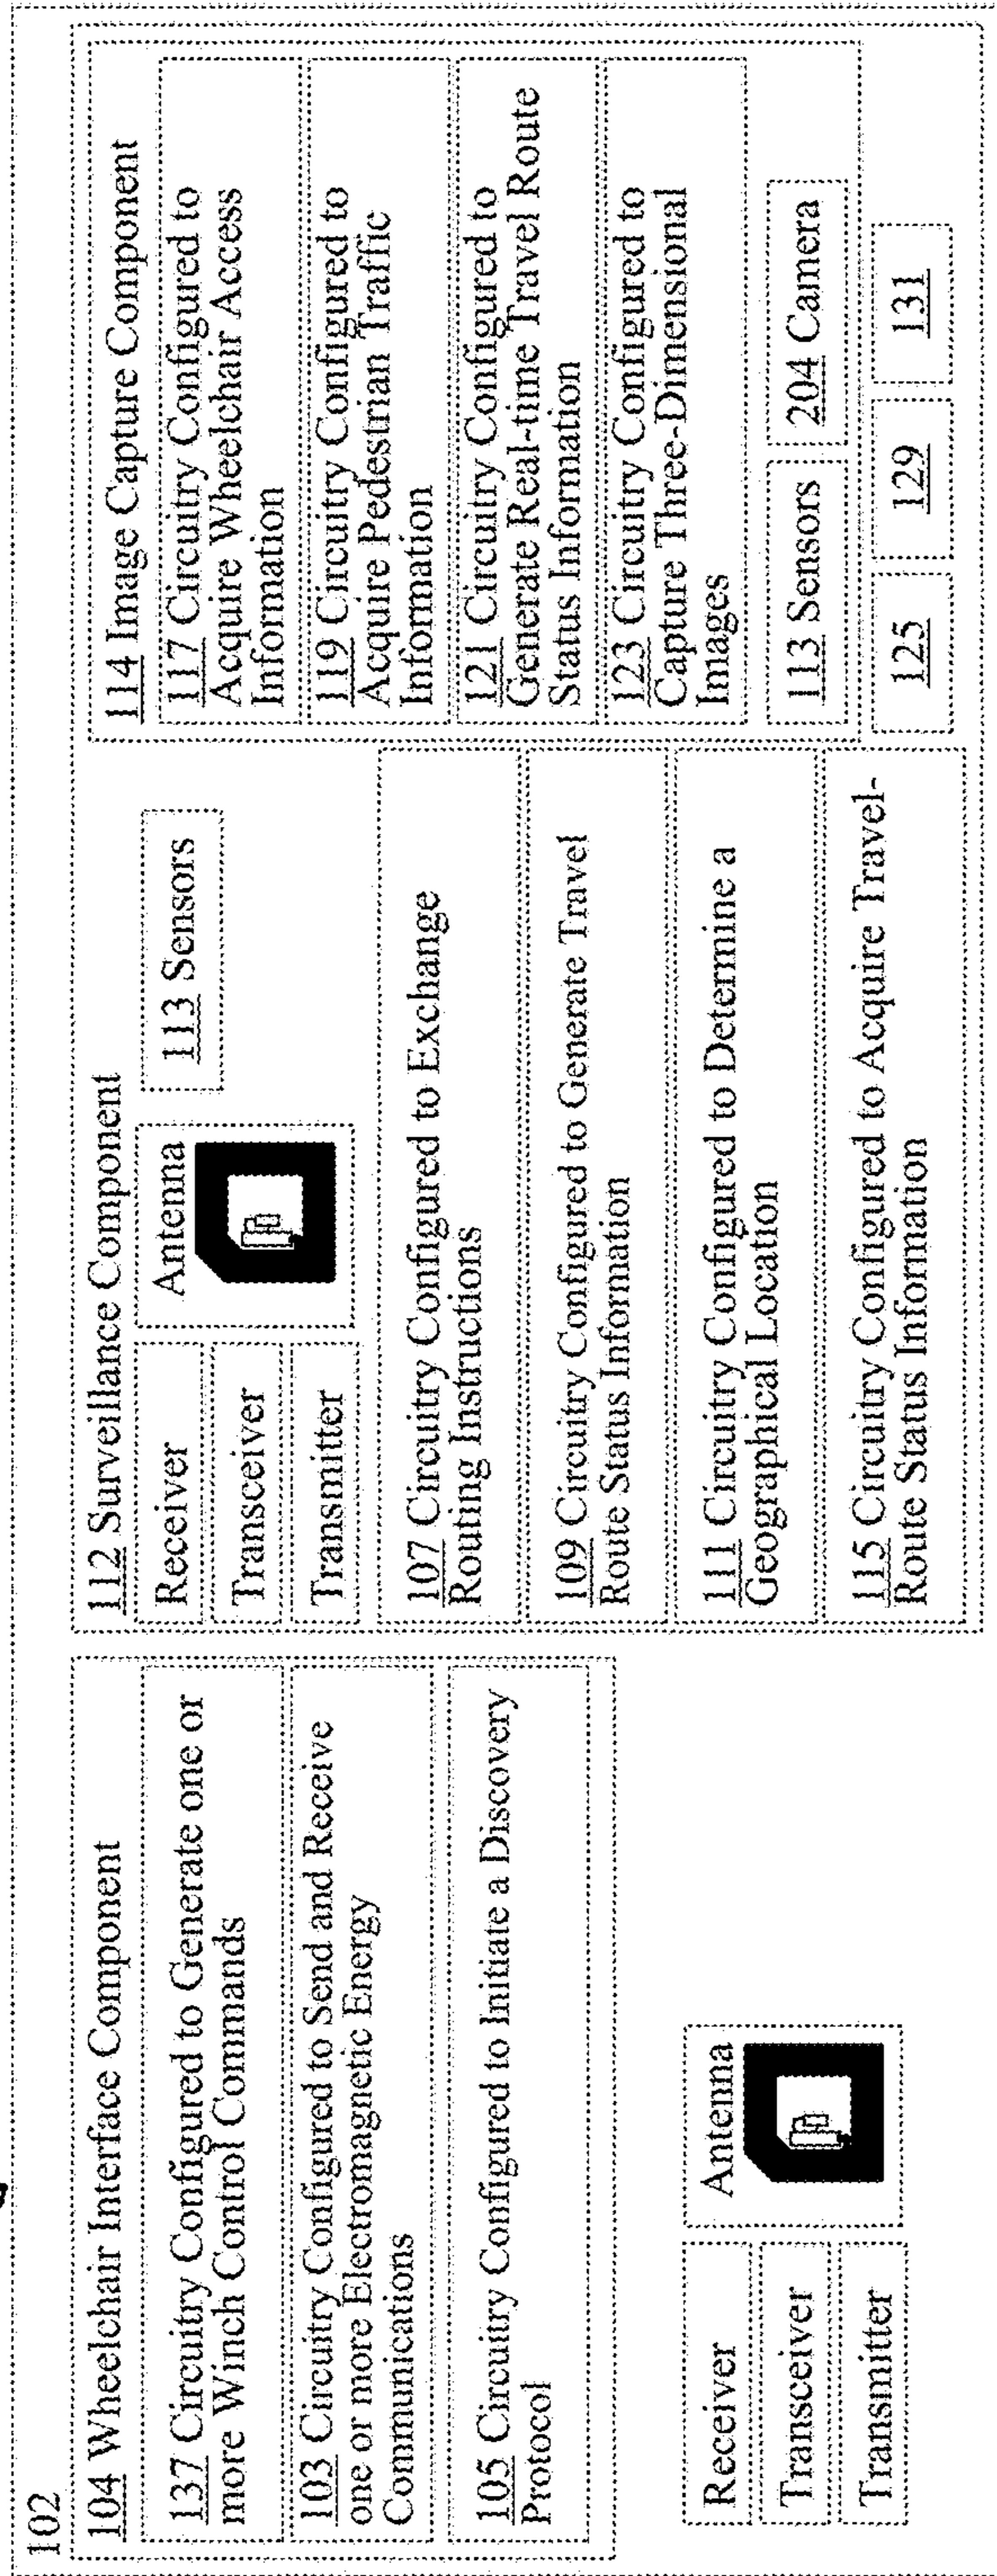 102
104 Wheelchair Interface Component
137 Circuitry Configured to Generate one or
more Winch Control Commands
103 Circuitry Configured to Send and Receive
one or more Electromagnetic Energy
Communications
105 Circuitry Configured to Initiate a Discovery
Protocol
Receiver
Transceiver
Transmitter
Antenna
112 Surveillance Component
Receiver
Transceiver
Transmitter
Antenna
113 Sensors
107 Circuitry Configured to Exchange
Routing Instructions
109 Circuitry Configured to Generate Travel
Route Status Information
111 Circuitry Configured to Determine a
Geographical Location
115 Circuitry Configured to Acquire Travel-
Route Status Information
114 Image Capture Component
117 Circuitry Configured to
Acquire Wheelchair Access
Information
119 Circuitry Configured to
Acquire Pedestrian Traffic
Information
121 Circuitry Configured to
Generate Real-time Travel Route
Status Information
123 Circuitry Configured to
Capture Three-Dimensional
Images
113 Sensors
204 Camera
125
129
131